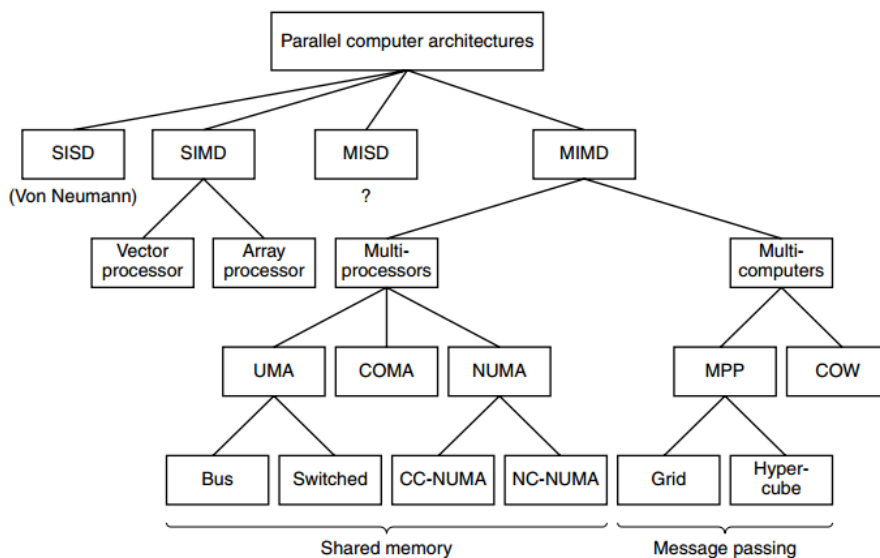 Parallel computer architectures
SISD
SIMD
MISD
MIMD
(Von Neumann)
?
Vector
processor
Array
processor
Multi-
processors
Multi-
computers
UMA
COMA
NUMA
MPP
COW
Bus
Switched
CC-NUMA
NC-NUMA
Grid
Hyper-
cube
Shared memory
Message passing